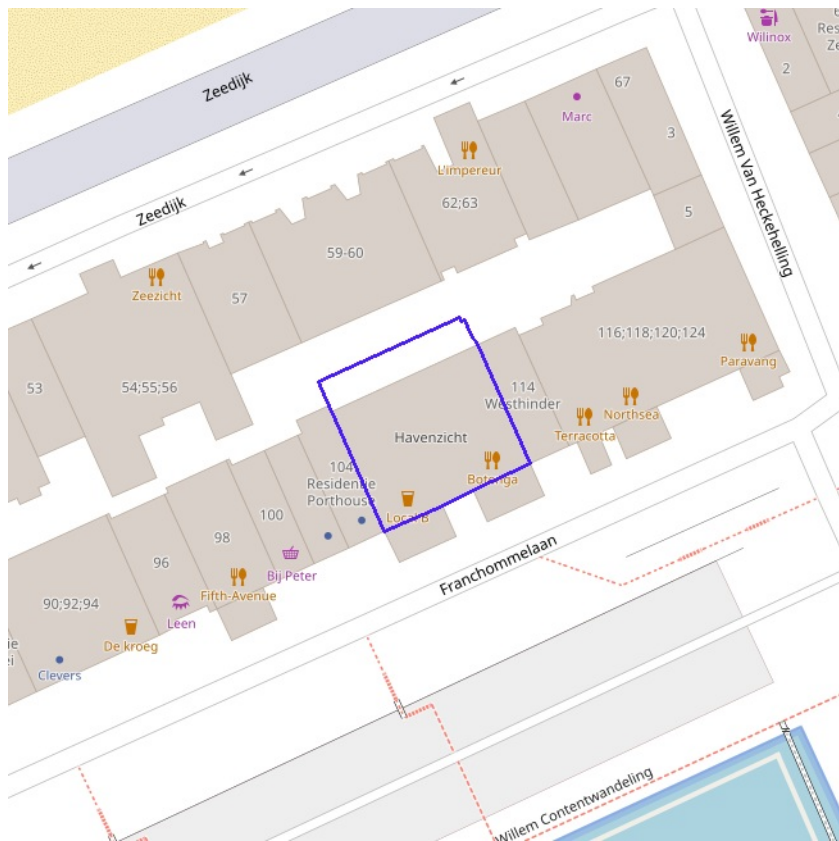 Zeedijk
Wilinox
2
67
Marc
3
Willem Van Heckehelling
L'impereur
62;63
5
Zeedijk
59-60
Zeezicht
57
116;118;120;124
Paravang
53
54;55;56
114
Westhinder
Northsea
Terracotta
Havenzicht
Botenga
104
Residentie
Porthouse
Local B
100
98
Bij Peter
96
Fifth-Avenue
Franchommelaan
90;92;94
Leen
De kroeg
Clevers
Willem Contentwandeling